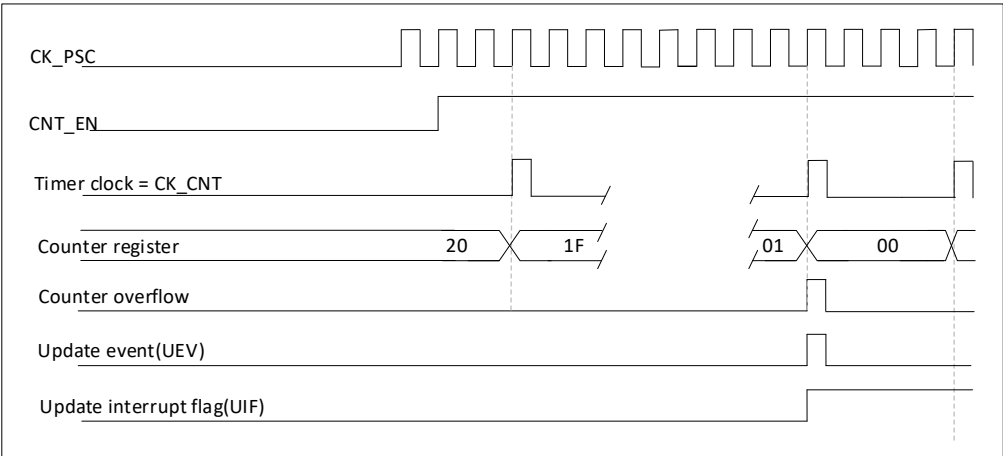 CK_PSC
CNT_EN
Timer clock = CK_CNT
Counter register 20 1F 01 00
Counter overflow
Update event(UEV)
Update interrupt flag(UIF)